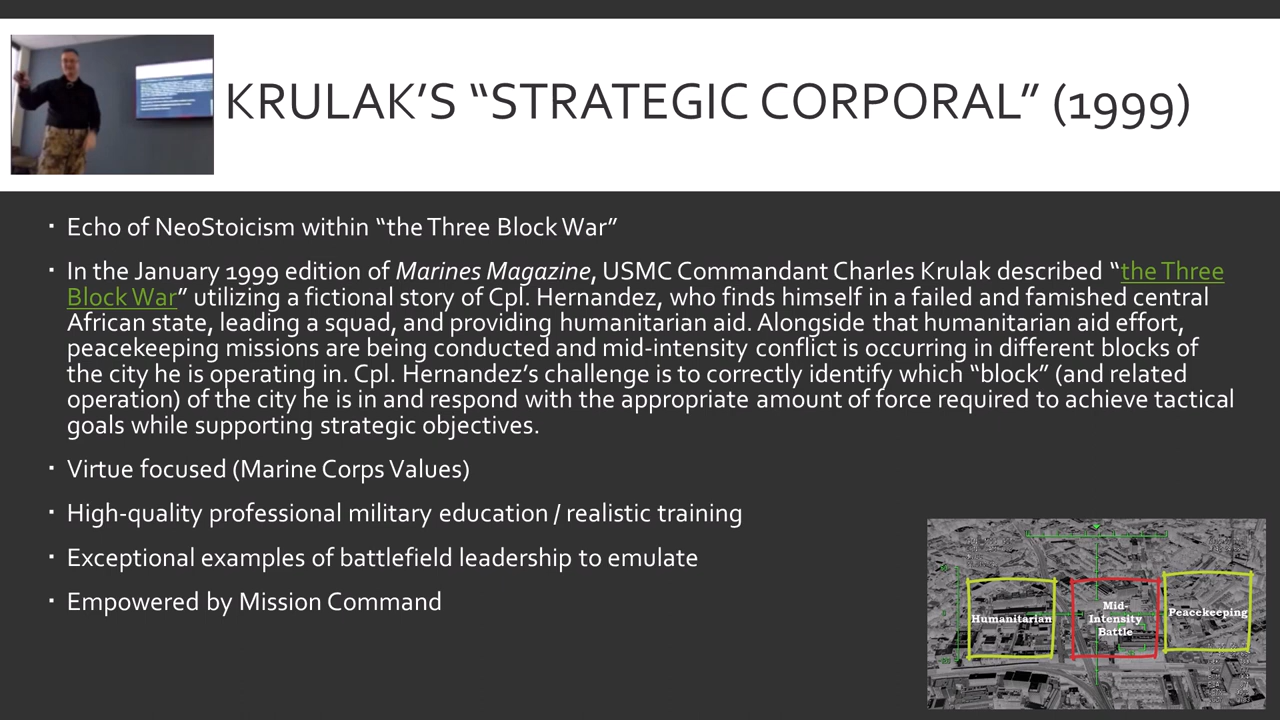 KRULAK’S “STRATEGIC CORPORAL” (1999)
▪ Echo of NeoStoicism within “the Three Block War”
▪ In the January 1999 edition of Marines Magazine, USMC Commandant Charles Krulak described “the Three
Block War” utilizing a fictional story of Cpl. Hernandez, who finds himself in a failed and famished central
African state, leading a squad, and providing humanitarian aid. Alongside that humanitarian aid effort,
peacekeeping missions are being conducted and mid-intensity conflict is occurring in different blocks of
the city he is operating in. Cpl. Hernandez’s challenge is to correctly identify which “block” (and related
operation) of the city he is in and respond with the appropriate amount of force required to achieve tactical
goals while supporting strategic objectives.
▪ Virtue focused (Marine Corps Values)
▪ High-quality professional military education / realistic training
▪ Exceptional examples of battlefield leadership to emulate
▪ Empowered by Mission Command
Humanitarian
Mid-
Intensity
Battle
Peacekeeping